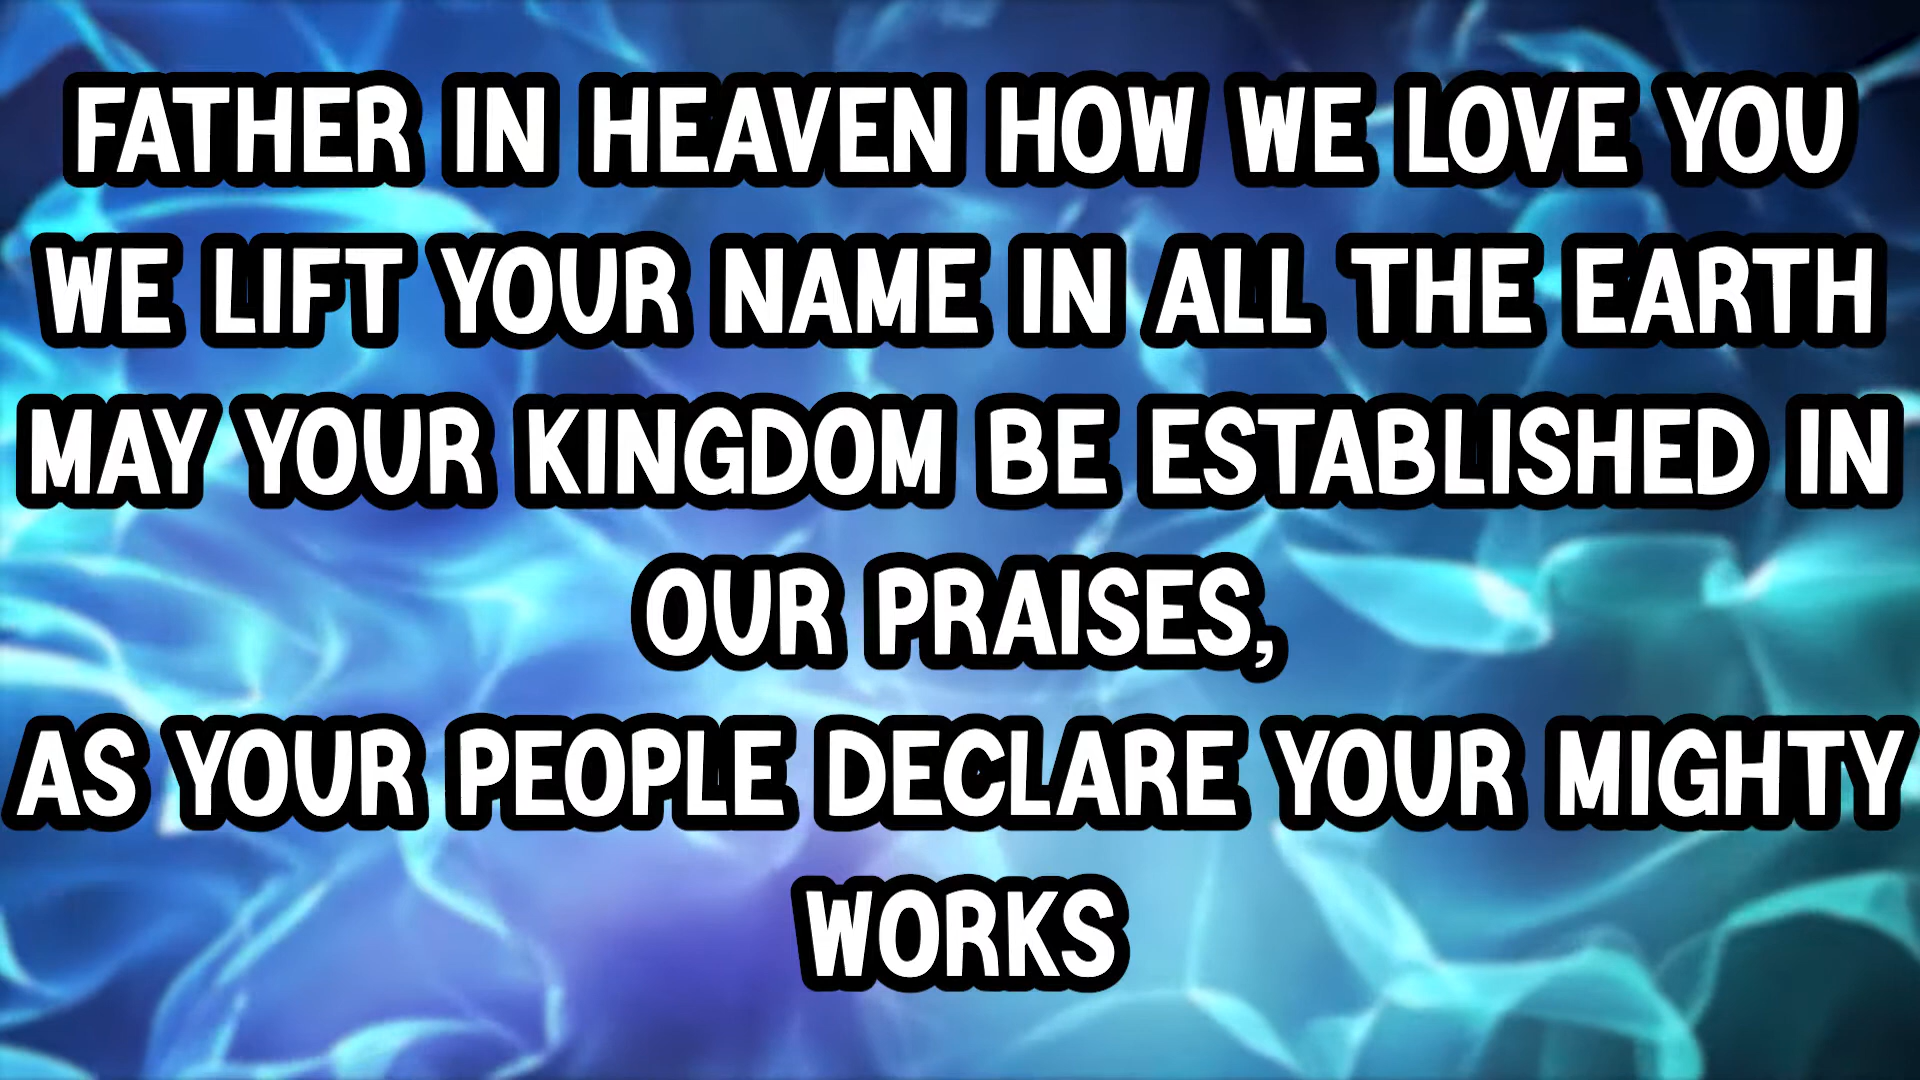 FATHER IN HEAVEN HOW WE LOVE YOU
WE LIFT YOUR NAME IN ALL THE EARTH
MAY YOUR KINGDOM BE ESTABLISHED IN
OUR PRAISES,
AS YOUR PEOPLE DECLARE YOUR MIGHTY
WORKS